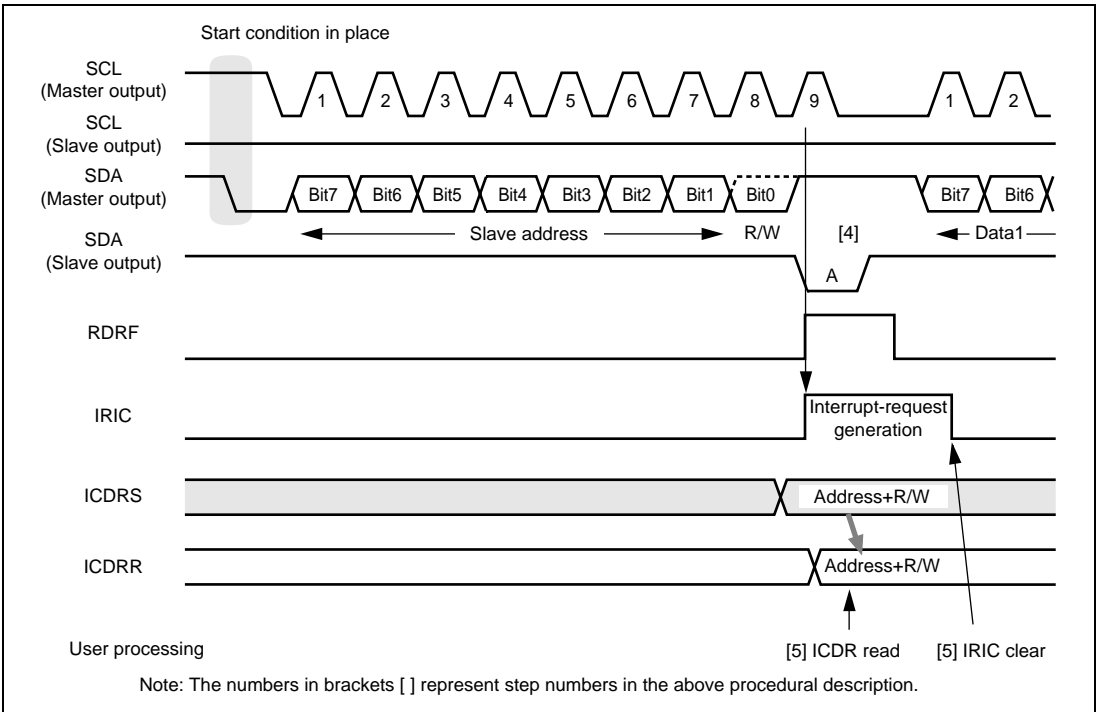 Start condition in place
SCL
(Master output)
1 2 3 4 5 6 7 8 9 1 2
SCL
(Slave output)
SDA
(Master output)
Bit7 Bit6 Bit5 Bit4 Bit3 Bit2 Bit1 Bit0 Bit7 Bit6
Slave address R/W [4] Data1
SDA
(Slave output)
A
RDRF
IRIC
Interrupt-request
generation
ICDRS
Address+R/W
ICDRR
Address+R/W
User processing
[5] ICDR read [5] IRIC clear
Note: The numbers in brackets [ ] represent step numbers in the above procedural description.